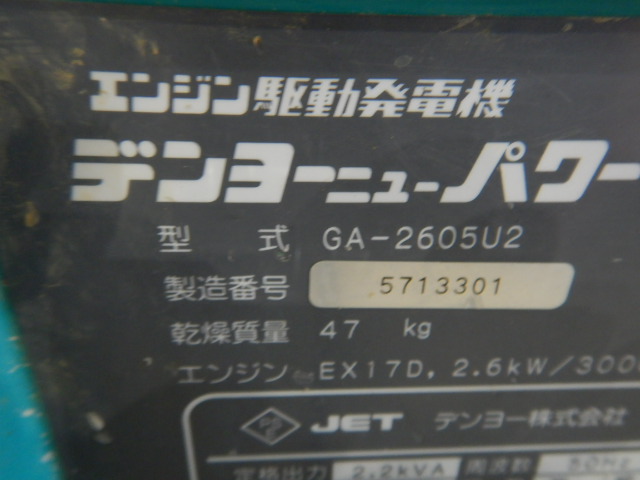 エンジン駆動発電機
デンヨーニューパワー
型式 GA-2605U2
製造番号 5713301
乾燥質量 47 kg
エンジン EX17D, 2.6kW/300
JET デンヨー株式会社
定格出力 2.2kVA 周波数 50Hz